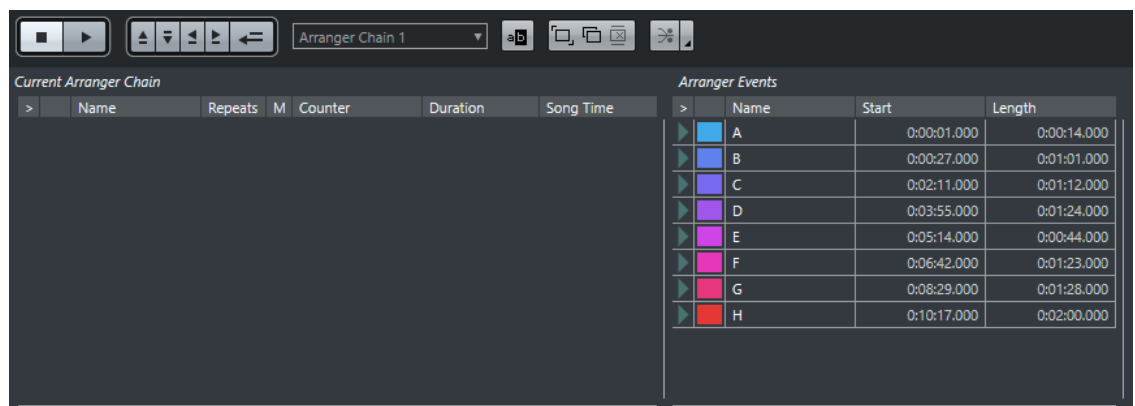 Arranger Chain 1 ab
Current Arranger Chain
> Name Repeats M Counter Duration Song Time
Arranger Events
> Name Start Length
A 0:00:01.000 0:00:14.000
B 0:00:27.000 0:01:01.000
C 0:02:11.000 0:01:12.000
D 0:03:55.000 0:01:24.000
E 0:05:14.000 0:00:44.000
F 0:06:42.000 0:01:23.000
G 0:08:29.000 0:01:28.000
H 0:10:17.000 0:02:00.000